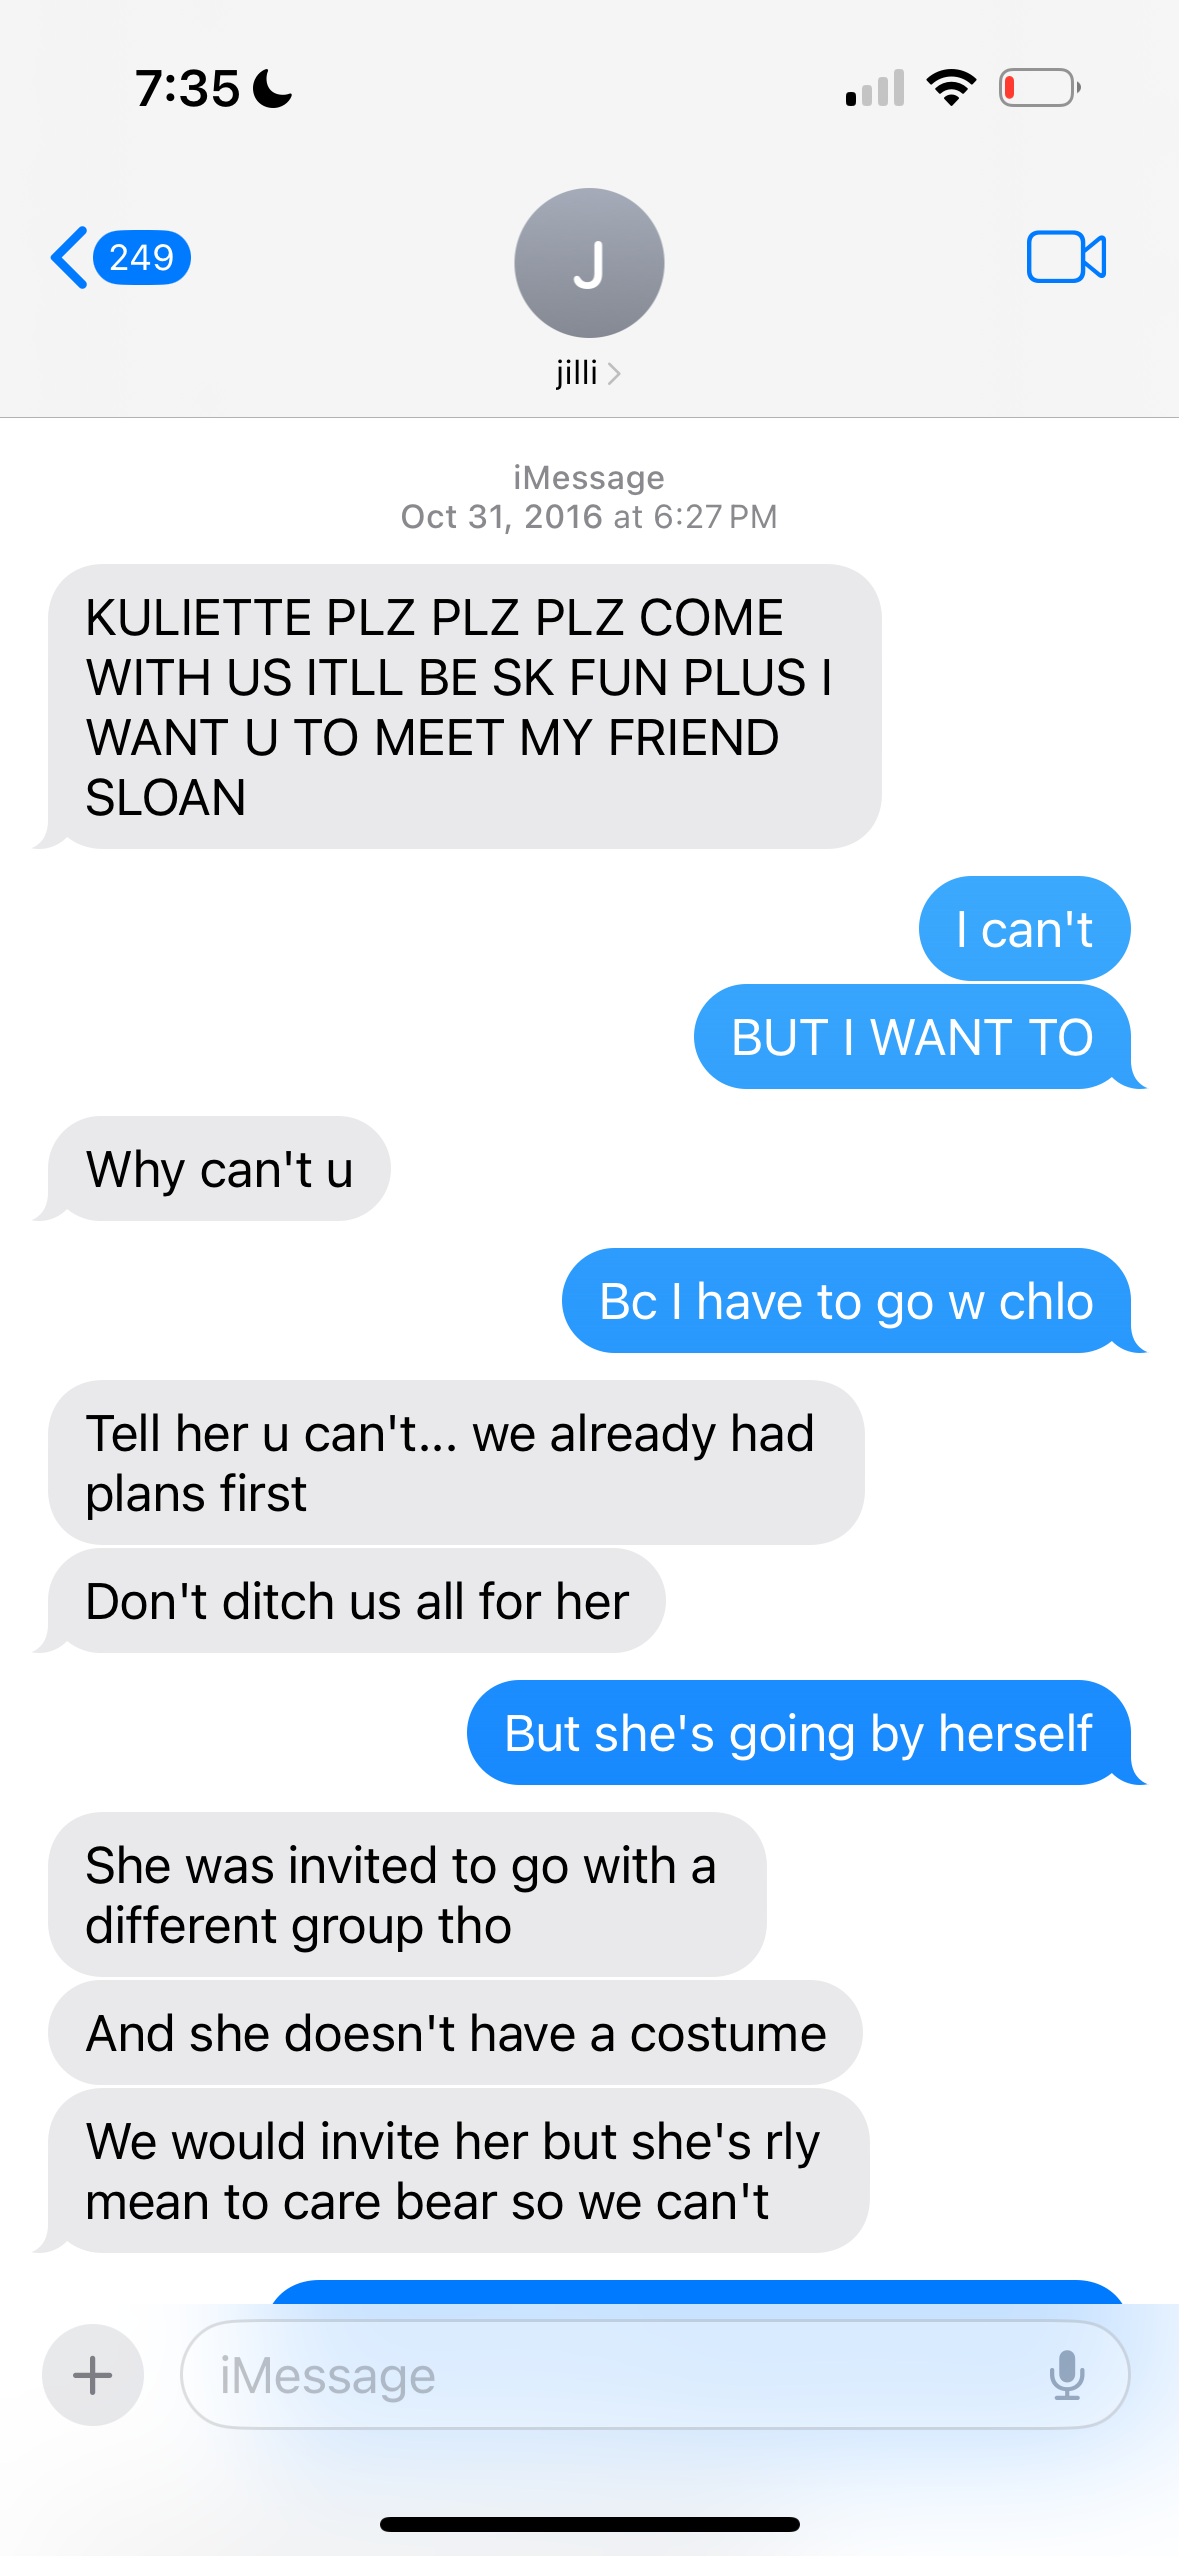 7:35
249
J
jilli
iMessage
Oct 31, 2016 at 6:27 PM
KULIETTE PLZ PLZ PLZ COME
WITH US ITLL BE SK FUN PLUS I
WANT U TO MEET MY FRIEND
SLOAN
I can't
BUT I WANT TO
Why can't u
Bc I have to go w chlo
Tell her u can't... we already had
plans first
Don't ditch us all for her
But she's going by herself
She was invited to go with a
different group tho
And she doesn't have a costume
We would invite her but she's rly
mean to care bear so we can't
iMessage